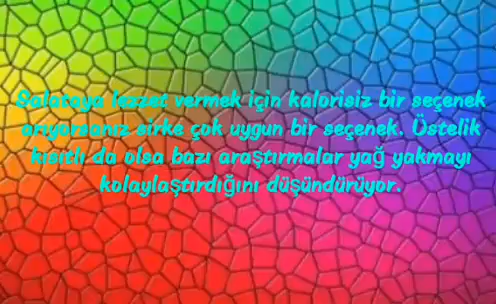 Salataya lezzet vermek için kalorisiz bir seçenek
arıyorsanız sirke çok uygun bir seçenek. Üstelik
kısıtlı da olsa bazı araştırmalar yağ yakmayı
kolaylaştırdığını düşündürüyor.